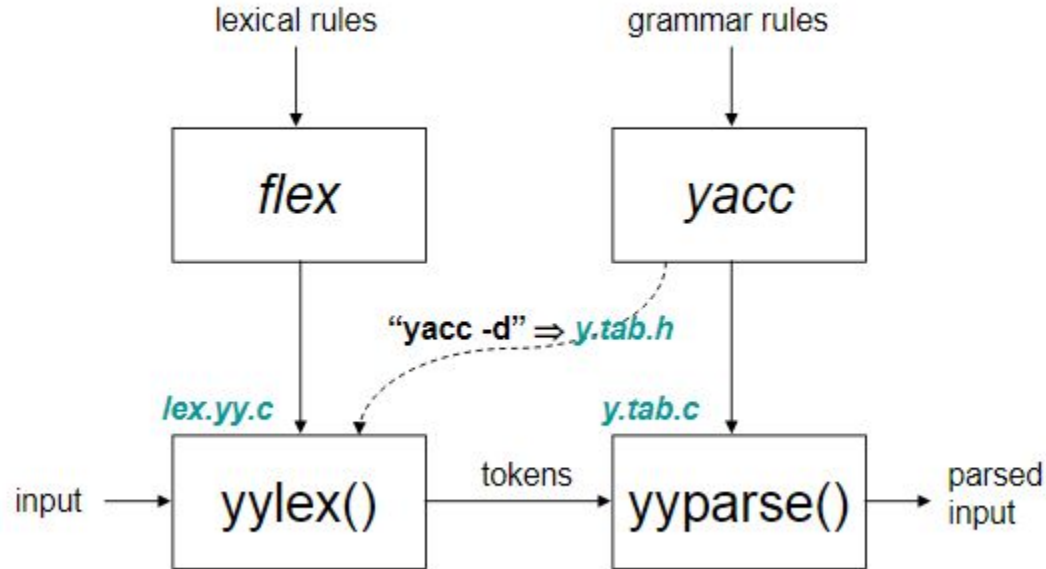 lexical rules
grammar rules
flex
yacc
“yacc -d” ⇒ y.tab.h
lex.yy.c
y.tab.c
input
yylex()
tokens
yyparse()
parsed
input